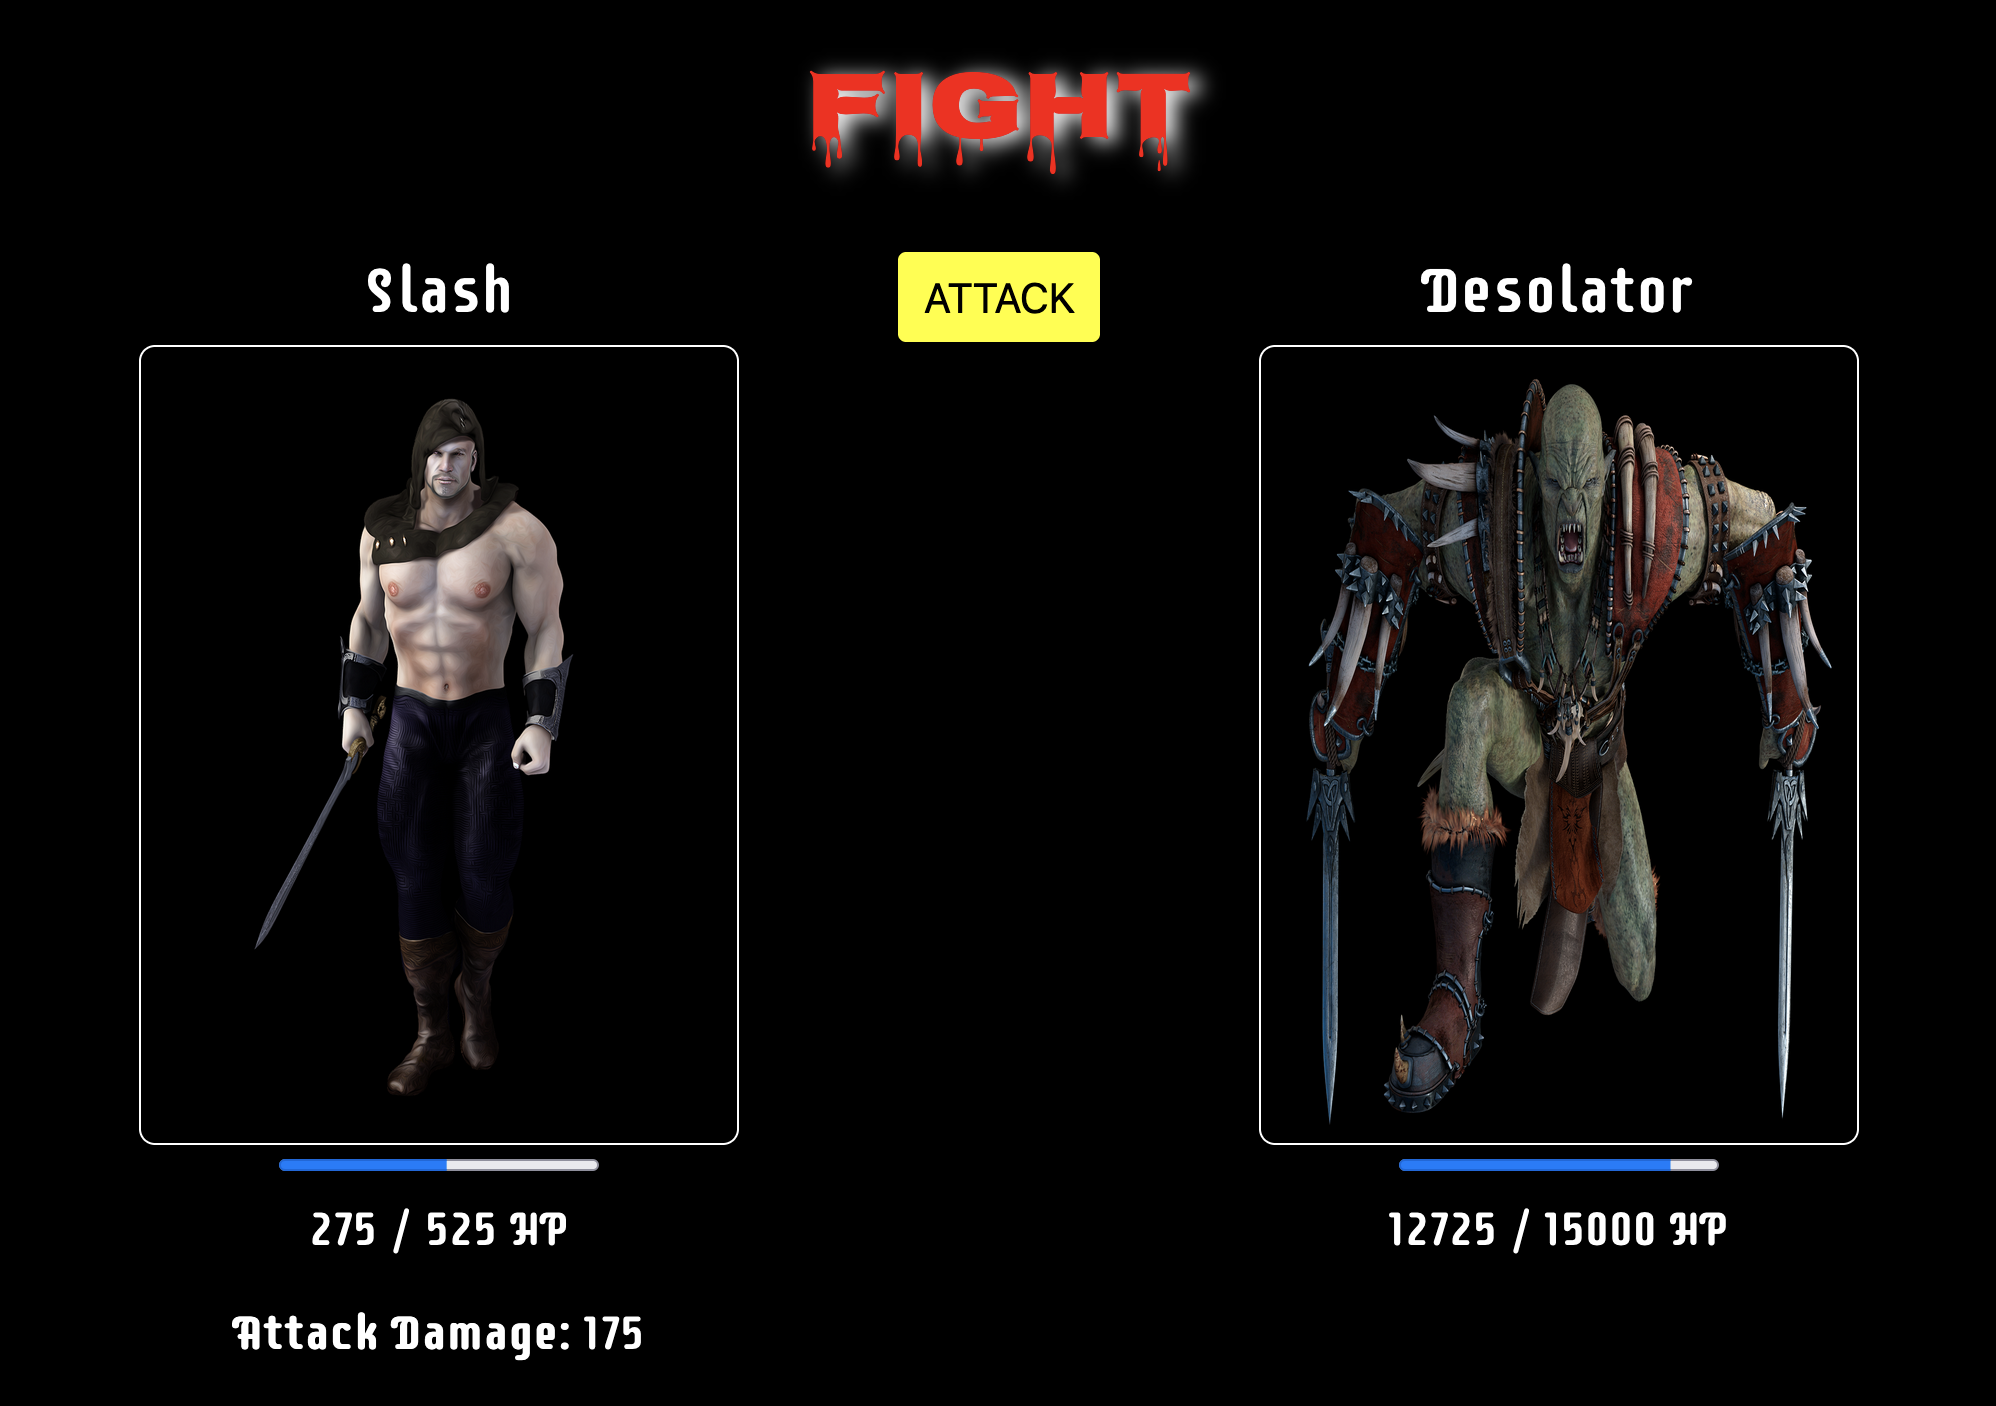 FIGHT
Slash
ATTACK
Desolator
275 / 525 HP
12725 / 15000 HP
Attack Damage: 175